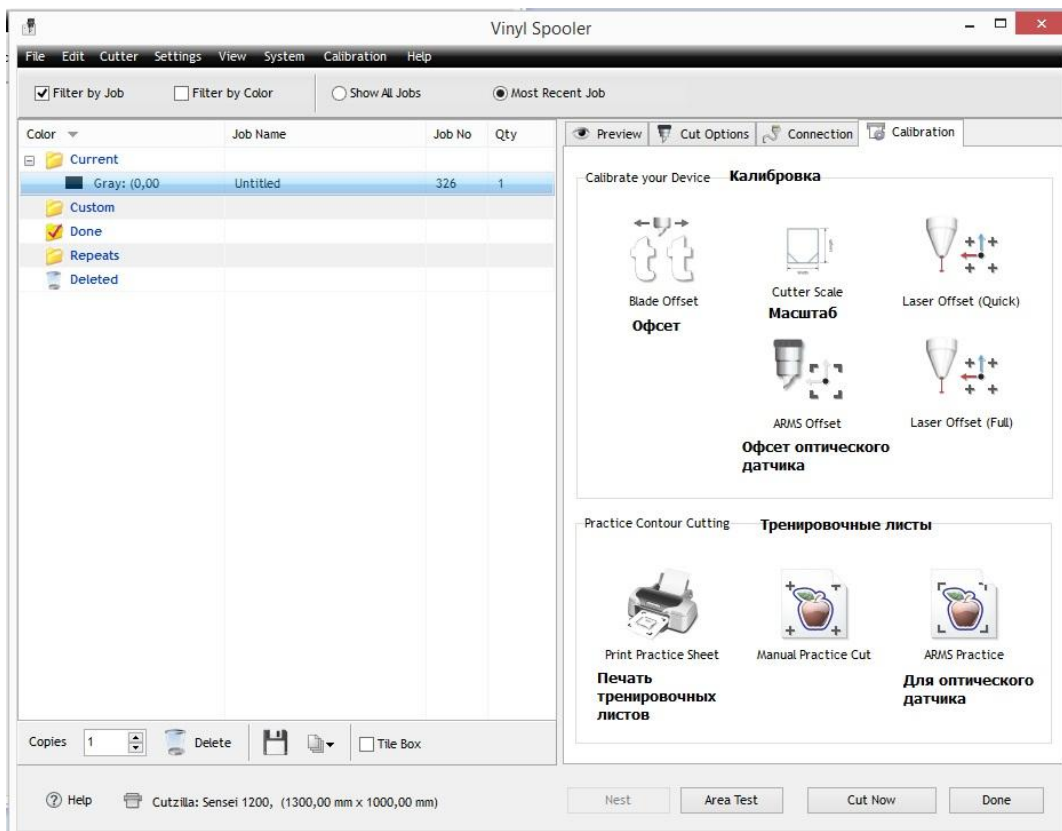 Vinyl Spooler
File Edit Cutter Settings View System Calibration Help
Filter by Job Filter by Color Show All Jobs Most Recent Job
Color Job Name Job No Qty
Current
Gray: (0,00 Untitled 326 1
Custom
Done
Repeats
Deleted
Preview Cut Options Connection Calibration
Calibrate your Device Калибровка
Blade Offset
Офсет
Cutter Scale
Масштаб
Laser Offset (Quick)
ARMS Offset
Офсет оптического
датчика
Laser Offset (Full)
Practice Contour Cutting Тренировочные листы
Print Practice Sheet
Печать
тренировочных
листов
Manual Practice Cut
ARMS Practice
Для оптического
датчика
Copies 1 Delete Tile Box
Help Cutzilla: Sensei 1200, (1300,00 mm x 1000,00 mm)
Nest Area Test Cut Now Done